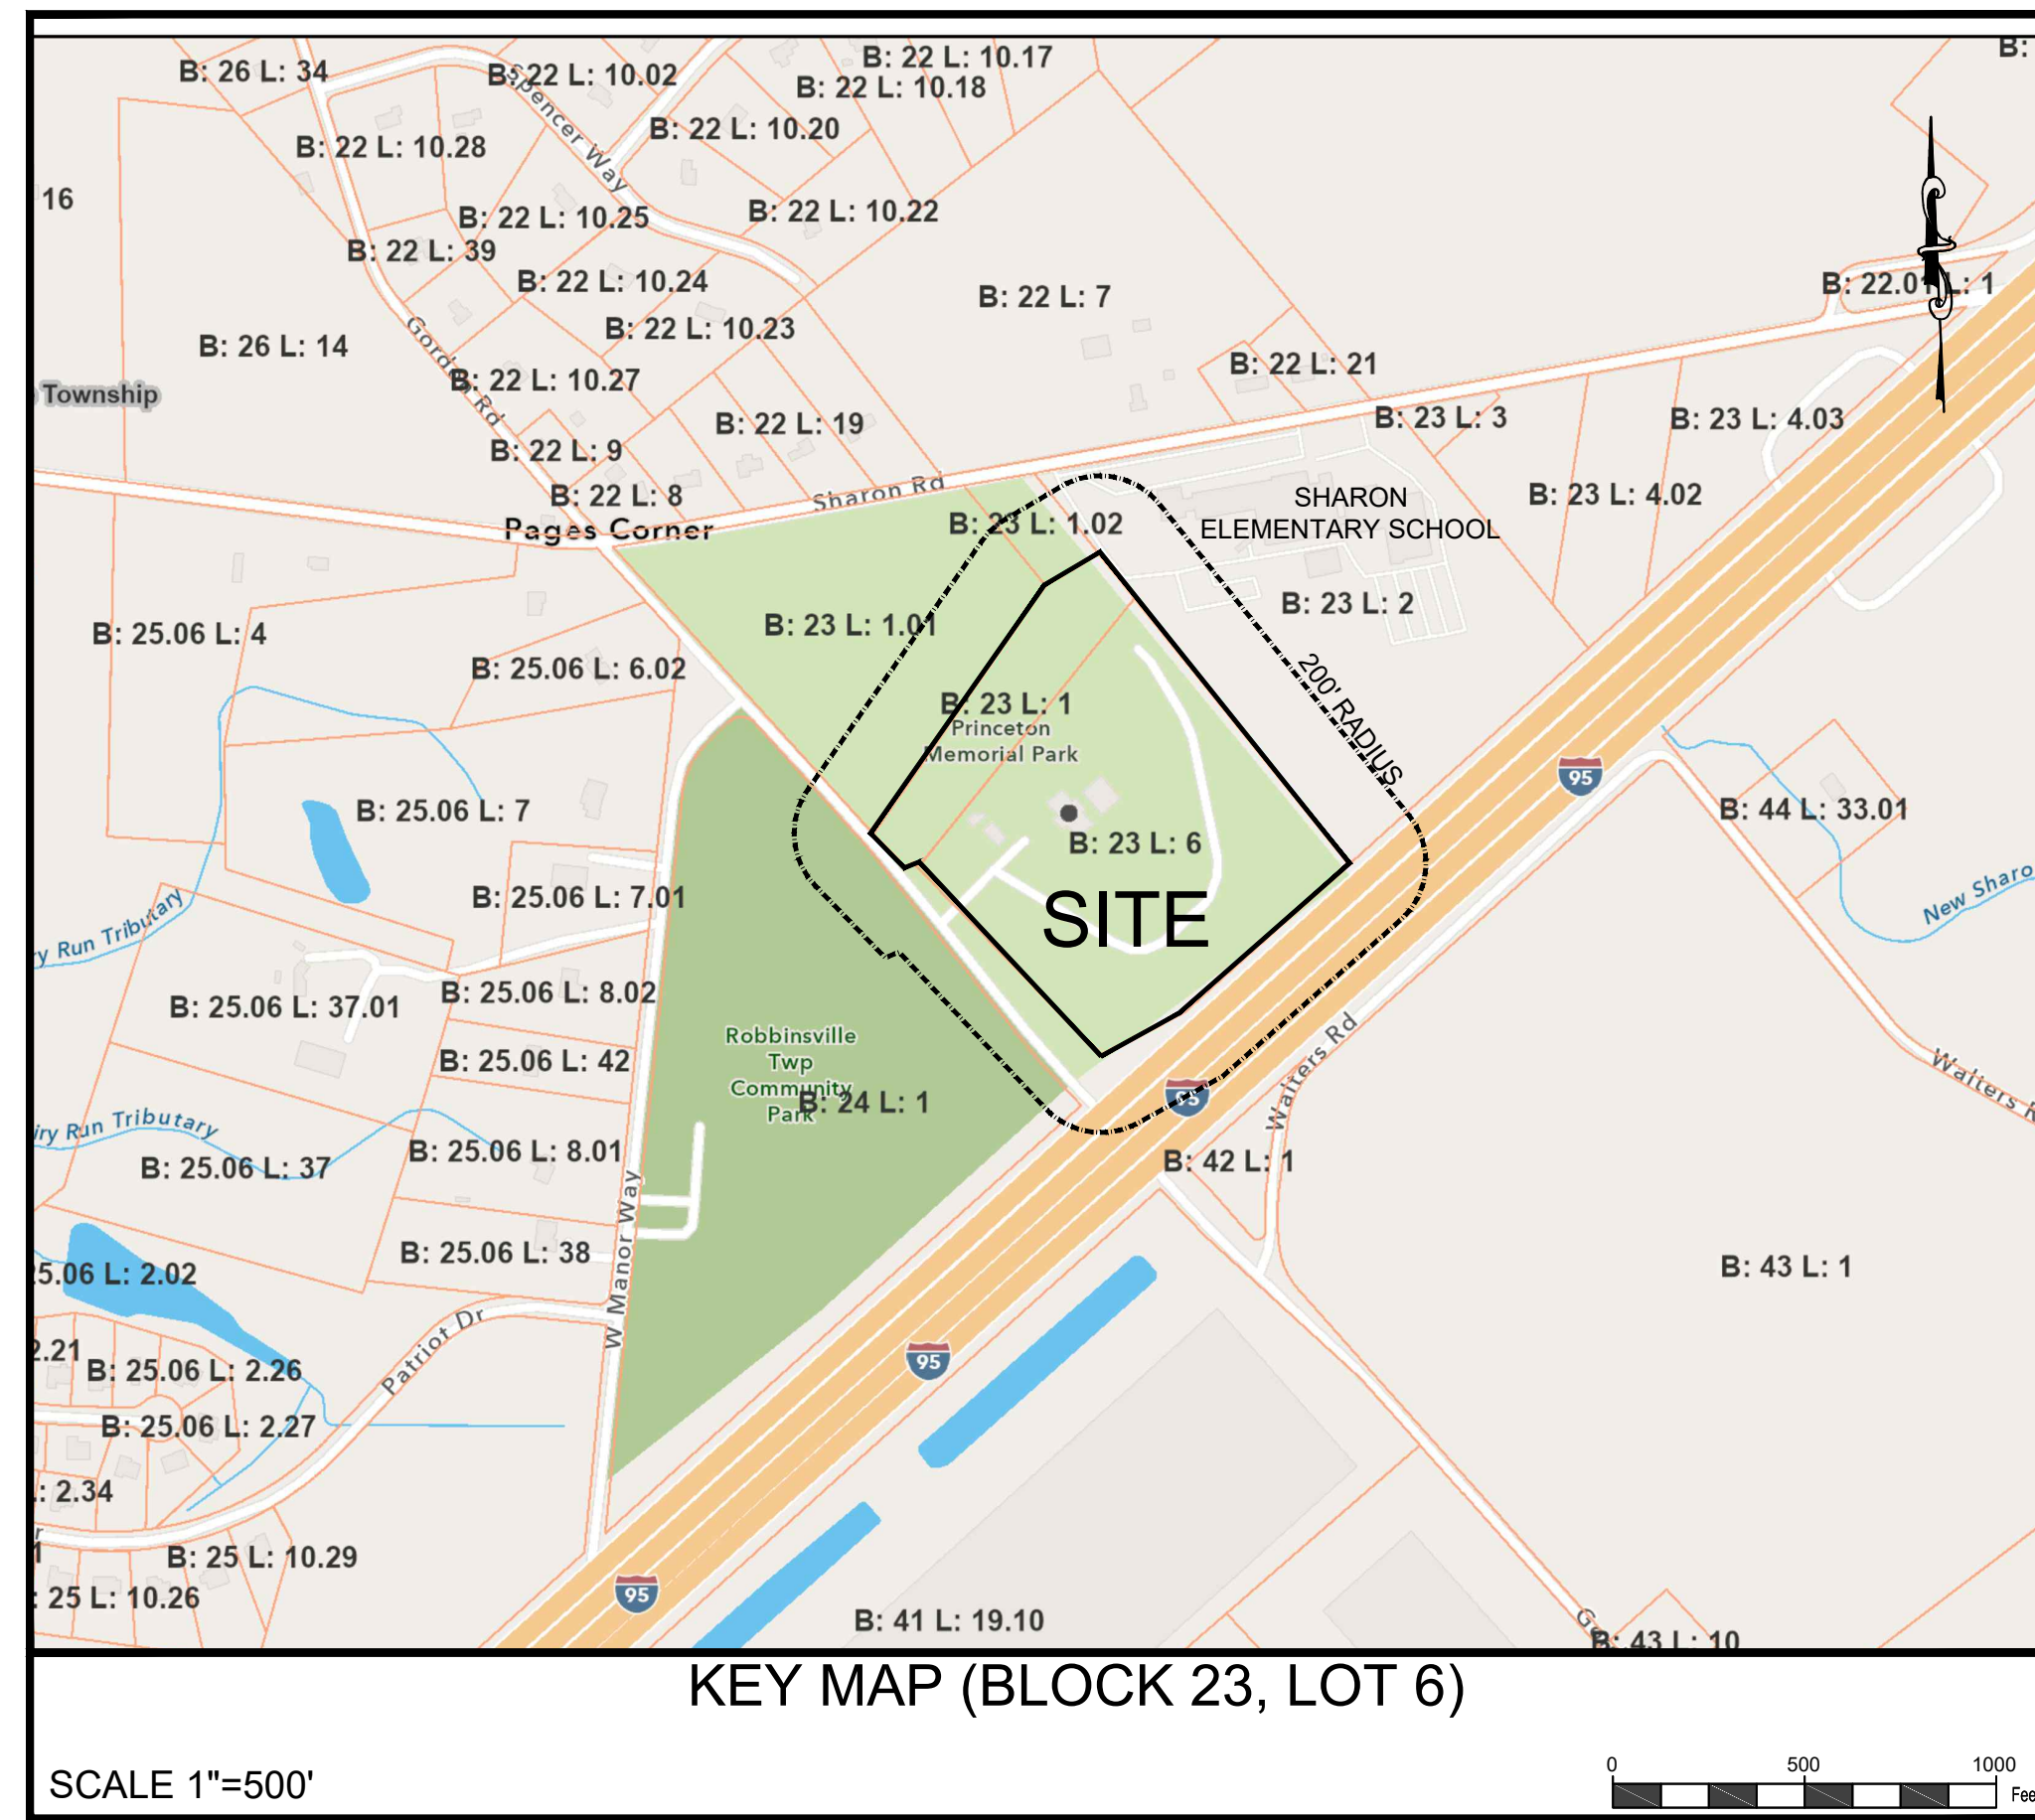 B:
B: 22 L: 10.17
B: 26 L: 34
B: 22 L: 10.02
B: 22 L: 10.18
Spencer Way
B: 22 L: 10.20
B: 22 L: 10.28
16
B: 22 L: 10.25
B: 22 L: 10.22
B: 22 L: 39
B: 22 L: 10.24
B: 22 L: 7
B: 22.01 L: 1
B: 22 L: 10.23
B: 26 L: 14
Gordon Rd
B: 22 L: 21
B: 22 L: 10.27
Township
B: 22 L: 19
B: 23 L: 3
B: 23 L: 4.03
B: 22 L: 9
B: 22 L: 8
Sharon Rd
SHARON
ELEMENTARY SCHOOL
B: 23 L: 4.02
Pages Corner
B: 23 L: 1.02
B: 23 L: 2
B: 25.06 L: 4
B: 23 L: 1.01
B: 25.06 L: 6.02
200' RADIUS
B: 23 L: 1
Princeton
Memorial Park
95
B: 25.06 L: 7
B: 44 L: 33.01
B: 23 L: 6
B: 25.06 L: 7.01
New Sharo
SITE
ry Run Tributary
B: 25.06 L: 8.02
B: 25.06 L: 37.01
Robbinsville
Twp
Community
Park
B: 24 L: 1
B: 25.06 L: 42
Walters Rd
Walters R
95
iry Run Tributary
B: 25.06 L: 8.01
B: 42 L: 1
B: 25.06 L: 37
W Manor Way
B: 25.06 L: 38
B: 43 L: 1
5.06 L: 2.02
Patriot Dr
2.21
B: 25.06 L: 2.26
95
B: 25.06 L: 2.27
: 2.34
r
1
B: 25 L: 10.29
: 25 L: 10.26
95
B: 41 L: 19.10
B: 43 L: 10
KEY MAP (BLOCK 23, LOT 6)
SCALE 1"=500'
0 500 1000
Fee